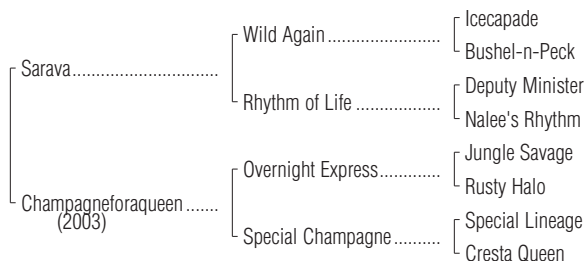 Icecapade
Wild Again ........................
Bushel-n-Peck
Sarava...............................
Deputy Minister
Rhythm of Life ..................
Nalee's Rhythm
Jungle Savage
Overnight Express.............
Rusty Halo
Champagneforaqueen .......
(2003)
Special Lineage
Special Champagne ..........
Cresta Queen